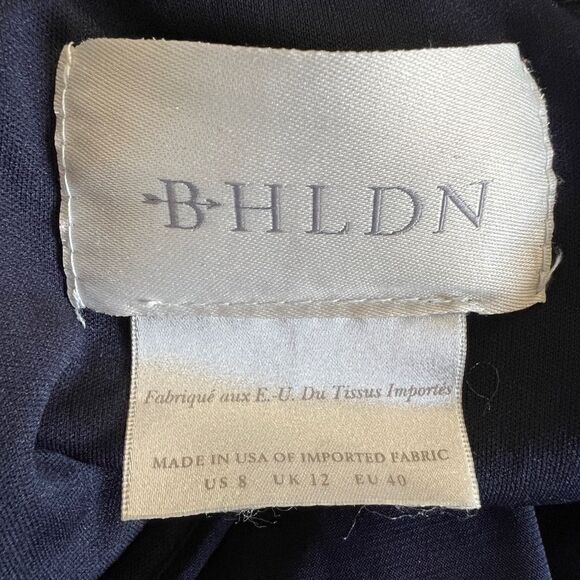 BHLDN
Fabriqué aux E.-U. Du Tissus Importés
MADE IN USA OF IMPORTED FABRIC
US 8 UK 12 EU 40